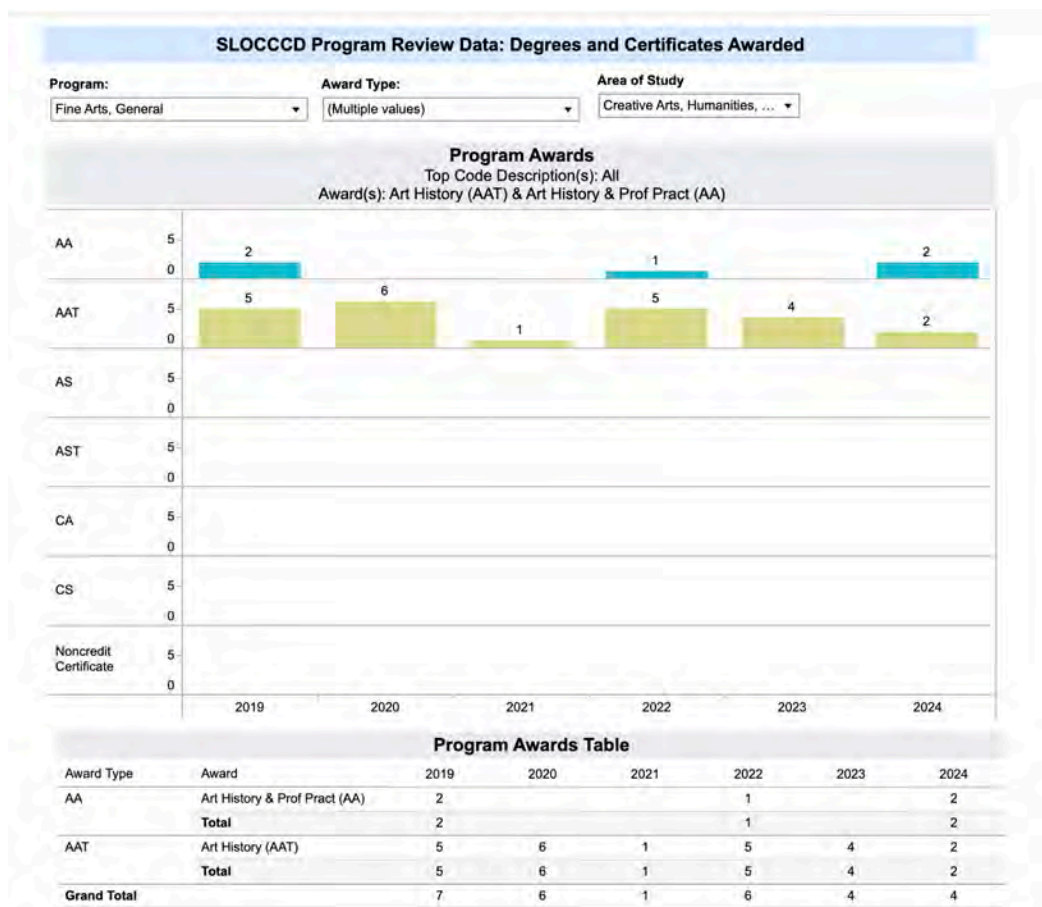 SLOCCCD Program Review Data: Degrees and Certificates Awarded
Program: Award Type: Area of Study
Fine Arts, General (Multiple values) Creative Arts, Humanities, ...
Program Awards
Top Code Description(s): All
Award(s): Art History (AAT) & Art History & Prof Pract (AA)
AA 5 0 2 1 2
AAT 5 0 5 6 1 5 4 2
AS 5 0
AST 5 0
CA 5 0
CS 5 0
Noncredit Certificate 5 0
2019 2020 2021 2022 2023 2024
Program Awards Table
Award Type Award 2019 2020 2021 2022 2023 2024
AA Art History & Prof Pract (AA) 2 1 2
Total 2 1 2
AAT Art History (AAT) 5 6 1 5 4 2
Total 5 6 1 5 4 2
Grand Total 7 6 1 6 4 4